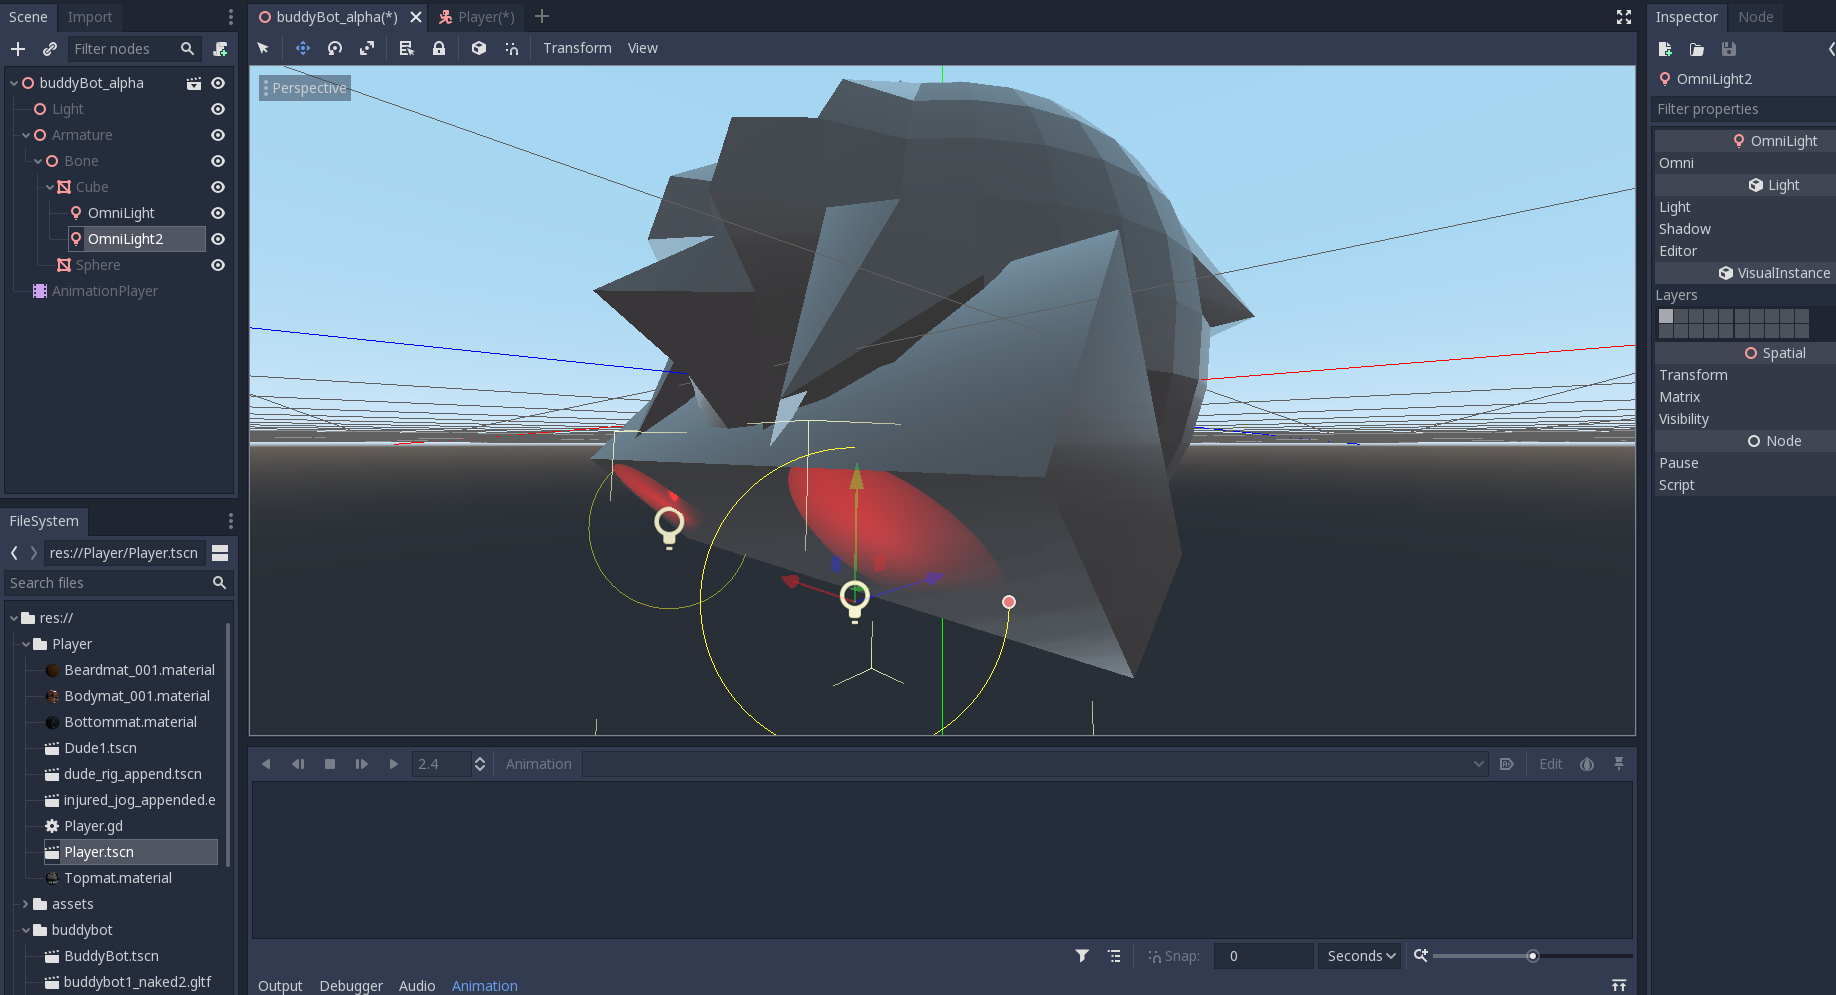 Scene
Import
Filter nodes
buddyBot_alpha
Light
Armature
Bone
Cube
OmniLight
OmniLight2
Sphere
AnimationPlayer
FileSystem
res://Player/Player.tscn
Search files
res://
Player
Beardmat_001.material
Bodymat_001.material
Bottommat.material
Dude1.tscn
dude_rig_append.tscn
injured_jog_appended.e
Player.gd
Player.tscn
Topmat.material
assets
buddybot
BuddyBot.tscn
buddybot1_naked2.gltf
buddyBot_alpha(*)
Player(*)
Transform
View
Perspective
2.4
Animation
Edit
Snap:
0
Seconds
Output
Debugger
Audio
Animation
Inspector
Node
OmniLight2
Filter properties
OmniLight
Omni
Light
Light
Shadow
Editor
VisualInstance
Layers
Spatial
Transform
Matrix
Visibility
Node
Pause
Script